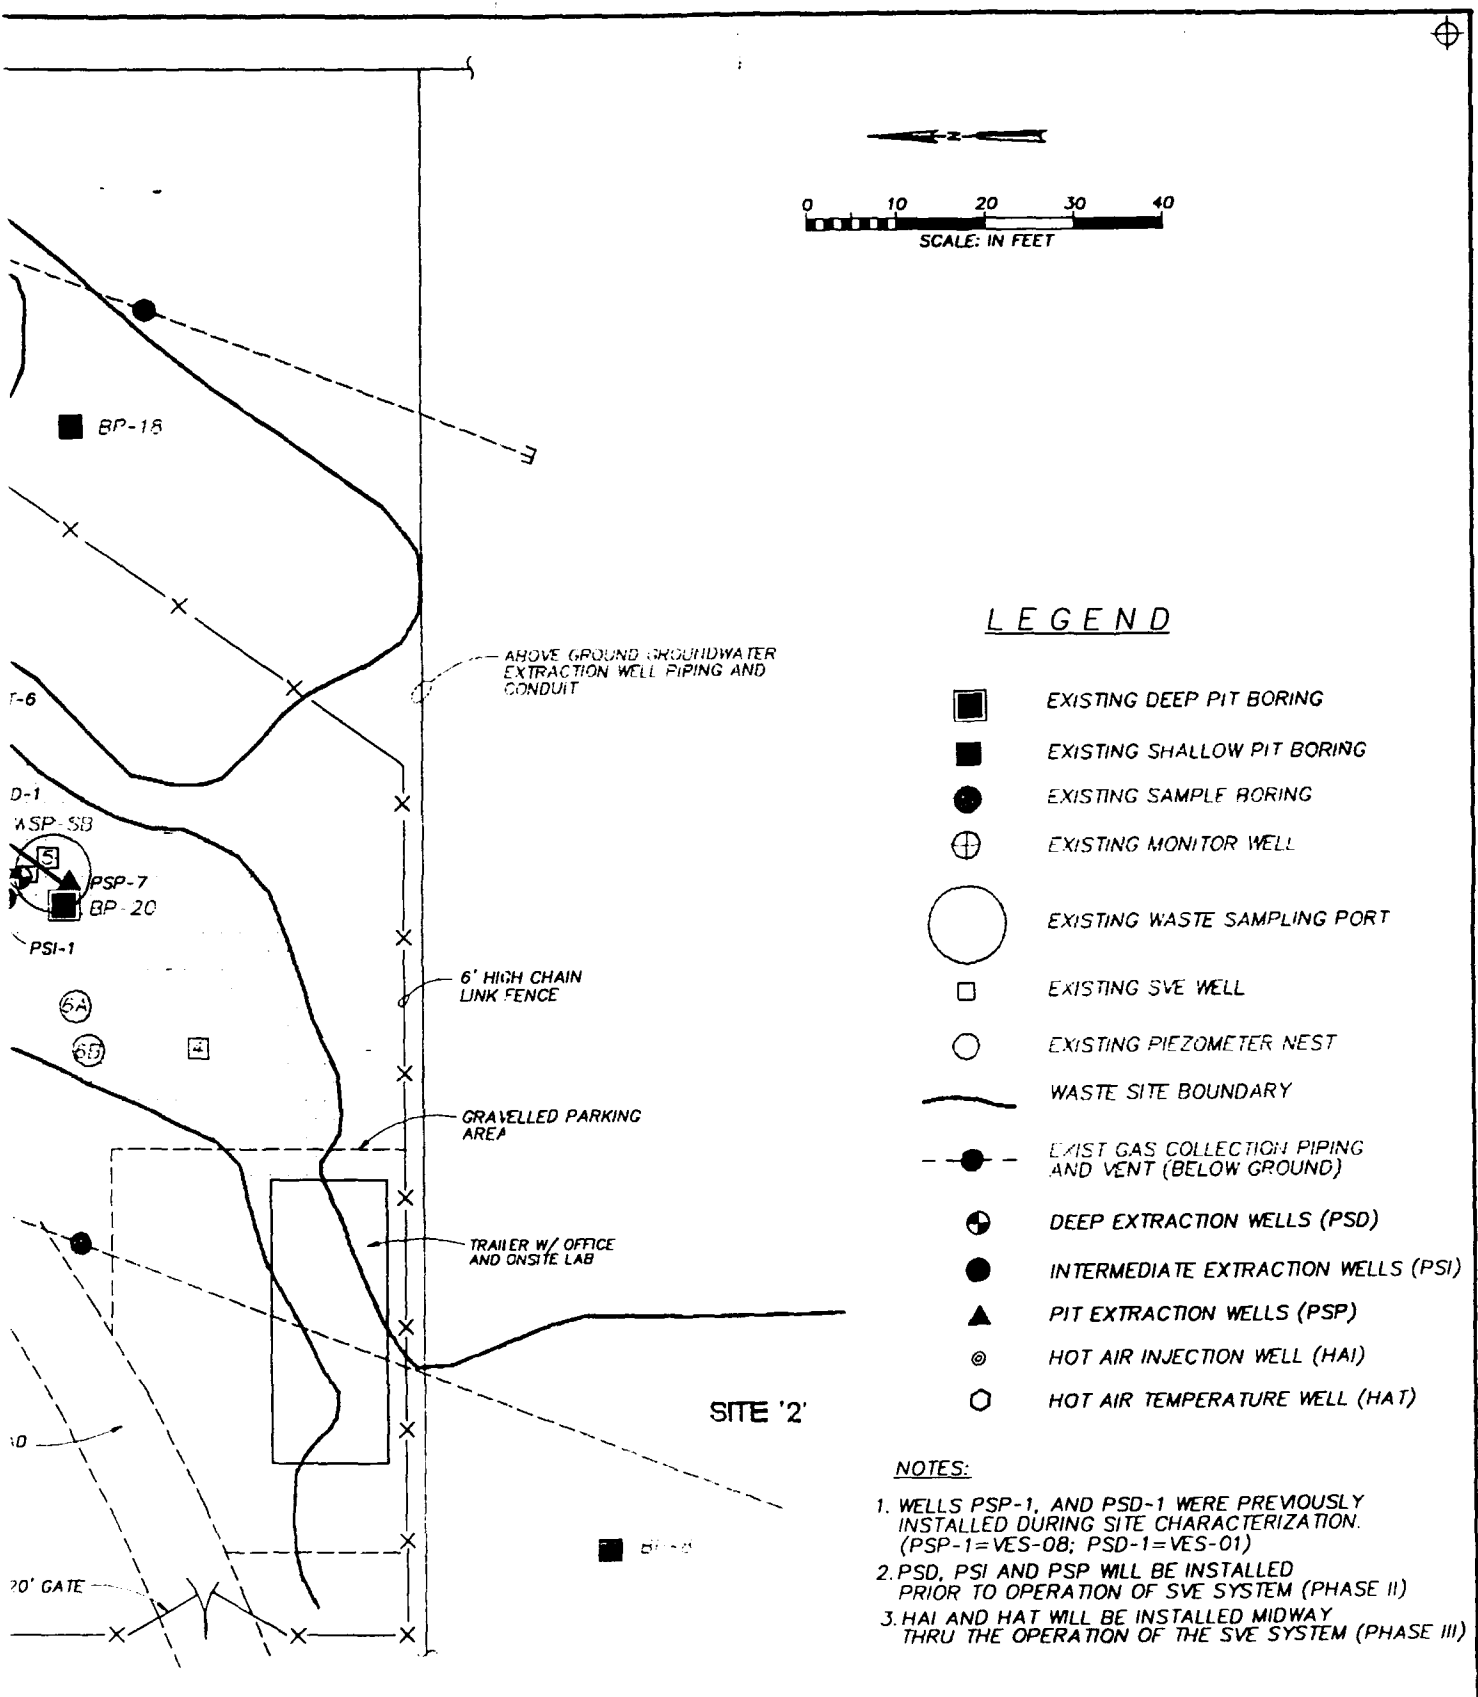 N
0 10 20 30 40
SCALE: IN FEET
BP-18
E
ABOVE GROUND GROUNDWATER
EXTRACTION WELL PIPING AND
CONDUIT
T-6
D-1
WSP-SB
5
PSP-7
BP-20
PSI-1
6A
4
6' HIGH CHAIN
LINK FENCE
GRAVELLED PARKING
AREA
TRAILER W/ OFFICE
AND ONSITE LAB
SITE '2'
20' GATE
LEGEND
EXISTING DEEP PIT BORING
EXISTING SHALLOW PIT BORING
EXISTING SAMPLE BORING
EXISTING MONITOR WELL
EXISTING WASTE SAMPLING PORT
EXISTING SVE WELL
EXISTING PIEZOMETER NEST
WASTE SITE BOUNDARY
EXIST GAS COLLECTION PIPING
AND VENT (BELOW GROUND)
DEEP EXTRACTION WELLS (PSD)
INTERMEDIATE EXTRACTION WELLS (PSI)
PIT EXTRACTION WELLS (PSP)
HOT AIR INJECTION WELL (HAI)
HOT AIR TEMPERATURE WELL (HAT)
NOTES:
1. WELLS PSP-1, AND PSD-1 WERE PREVIOUSLY
INSTALLED DURING SITE CHARACTERIZATION.
(PSP-1=VES-08; PSD-1=VES-01)
2. PSD, PSI AND PSP WILL BE INSTALLED
PRIOR TO OPERATION OF SVE SYSTEM (PHASE II)
3. HAI AND HAT WILL BE INSTALLED MIDWAY
THRU THE OPERATION OF THE SVE SYSTEM (PHASE III)